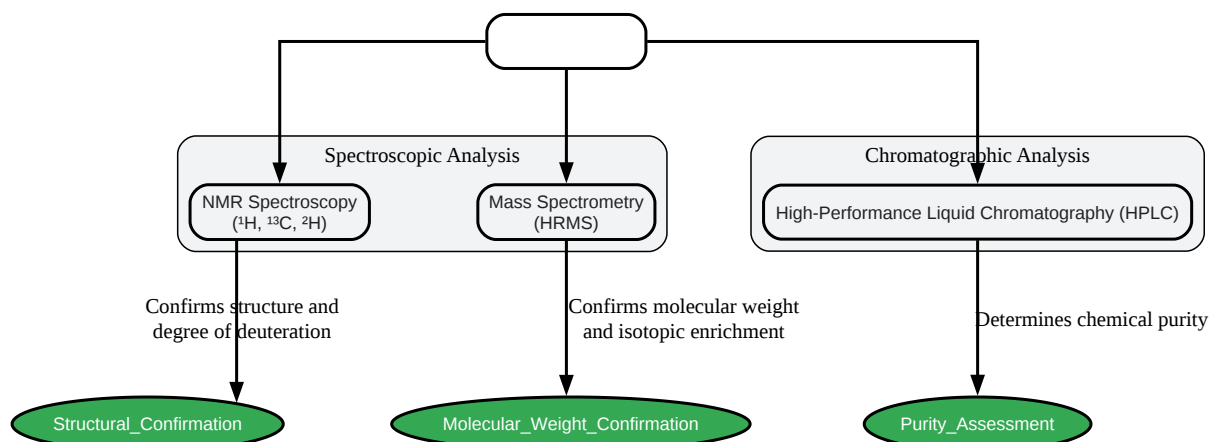 Spectroscopic Analysis
Chromatographic Analysis
NMR Spectroscopy
(¹H, ¹³C, ²H)
Mass Spectrometry
(HRMS)
High-Performance Liquid Chromatography (HPLC)
Confirms structure and
degree of deuteration
Confirms molecular weight
and isotopic enrichment
Determines chemical purity
Structural_Confirmation
Molecular_Weight_Confirmation
Purity_Assessment